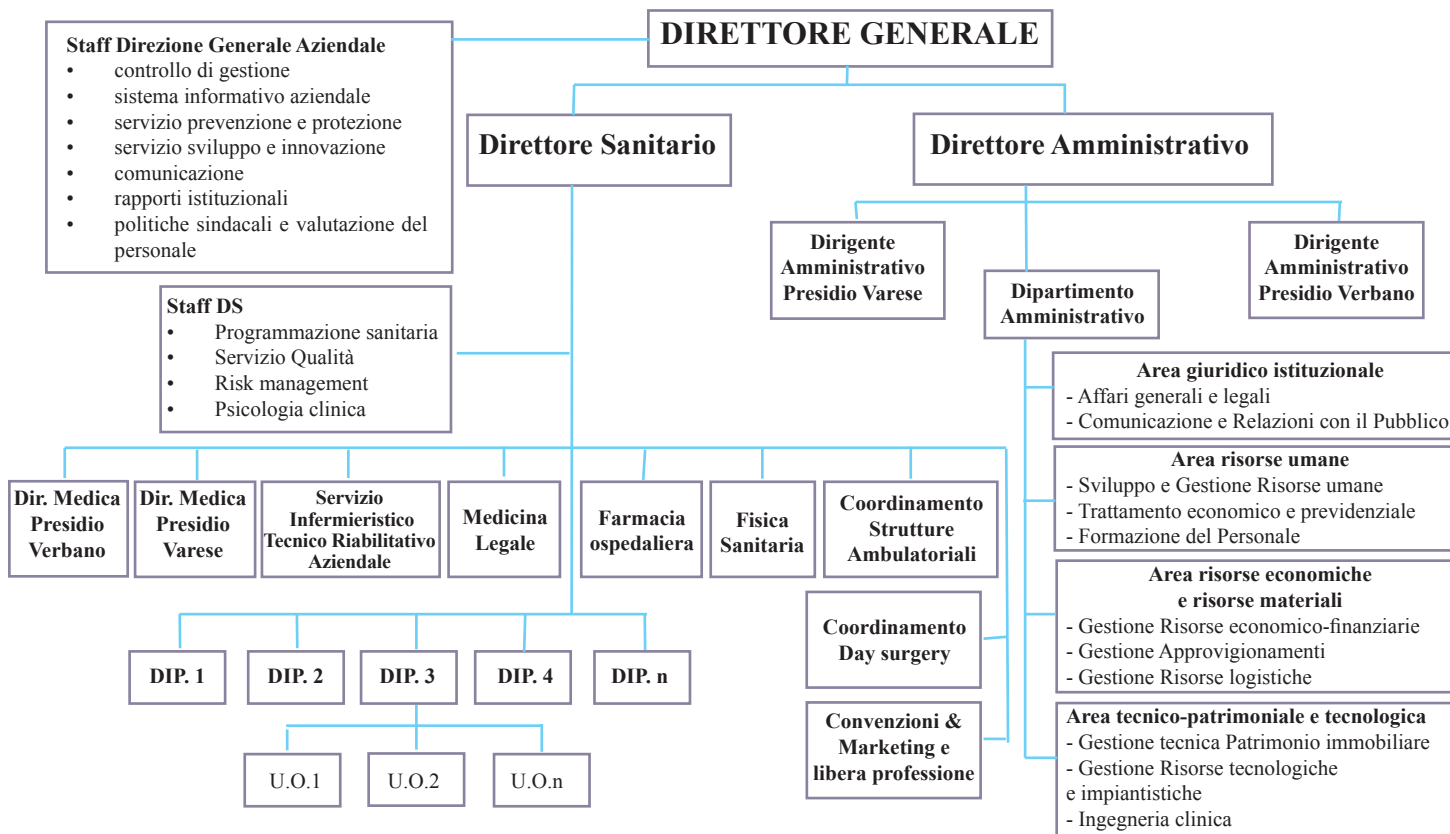 DIRETTORE GENERALE
Staff Direzione Generale Aziendale
• controllo di gestione
• sistema informativo aziendale
• servizio prevenzione e protezione
• servizio sviluppo e innovazione
• comunicazione
• rapporti istituzionali
• politiche sindacali e valutazione del
personale
Direttore Sanitario
Direttore Amministrativo
Dirigente
Amministrativo
Presidio Varese
Dipartimento
Amministrativo
Dirigente
Amministrativo
Presidio Verbano
Staff DS
• Programmazione sanitaria
• Servizio Qualità
• Risk management
• Psicologia clinica
Area giuridico istituzionale
- Affari generali e legali
- Comunicazione e Relazioni con il Pubblico
Area risorse umane
- Sviluppo e Gestione Risorse umane
- Trattamento economico e previdenziale
- Formazione del Personale
Area risorse economiche
e risorse materiali
- Gestione Risorse economico-finanziarie
- Gestione Approvigionamenti
- Gestione Risorse logistiche
Area tecnico-patrimoniale e tecnologica
- Gestione tecnica Patrimonio immobiliare
- Gestione Risorse tecnologiche
e impiantistiche
- Ingegneria clinica
Dir. Medica
Presidio
Verbano
Dir. Medica
Presidio
Varese
Servizio
Infermieristico
Tecnico Riabilitativo
Aziendale
Medicina
Legale
Farmacia
ospedaliera
Fisica
Sanitaria
Coordinamento
Strutture
Ambulatoriali
Coordinamento
Day surgery
Convenzioni &
Marketing e
libera professione
DIP. 1
DIP. 2
DIP. 3
DIP. 4
DIP. n
U.O.1
U.O.2
U.O.n